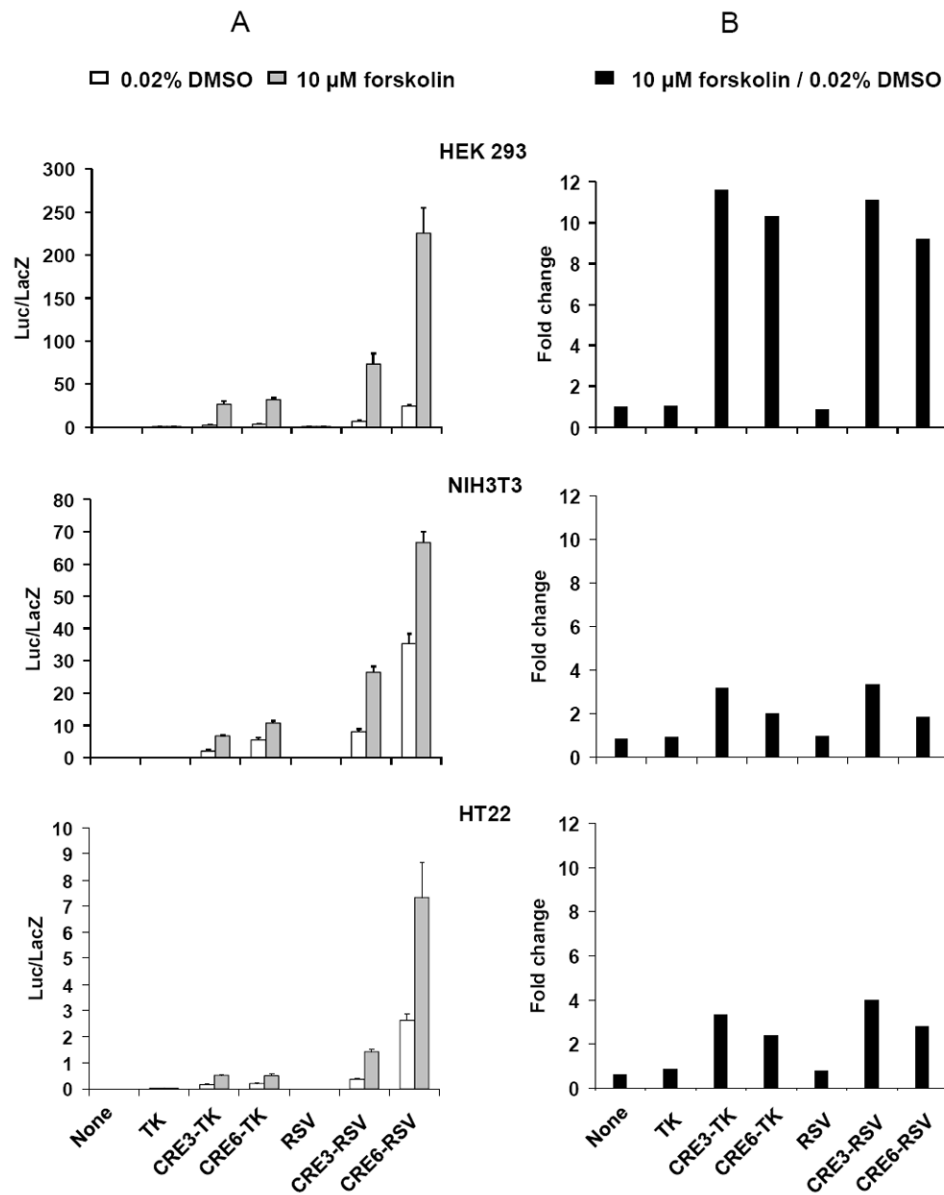 A
B
0.02% DMSO 10 µM forskolin
10 µM forskolin / 0.02% DMSO
HEK 293
300
250
200
150
100
50
0
Luc/LacZ
12
10
8
6
4
2
0
Fold change
NIH3T3
80
70
60
50
40
30
20
10
0
Luc/LacZ
12
10
8
6
4
2
0
Fold change
HT22
10
9
8
7
6
5
4
3
2
1
0
Luc/LacZ
12
10
8
6
4
2
0
Fold change
None
TK
CRE3-TK
CRE6-TK
RSV
CRE3-RSV
CRE6-RSV
None
TK
CRE3-TK
CRE6-TK
RSV
CRE3-RSV
CRE6-RSV